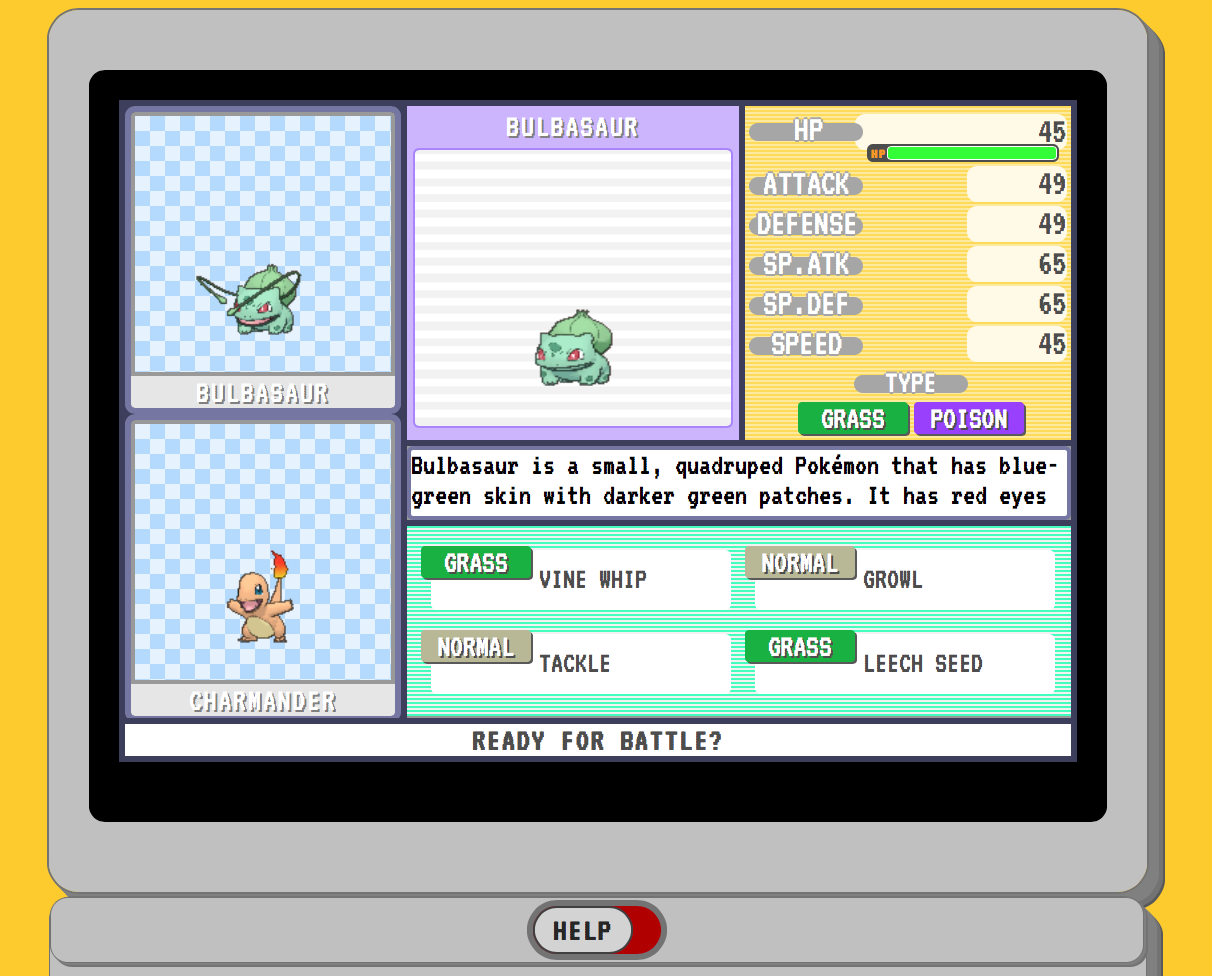 BULBASAUR
CHARMANDER
BULBASAUR
HP 45
HP
ATTACK 49
DEFENSE 49
SP.ATK 65
SP.DEF 65
SPEED 45
TYPE
GRASS POISON
Bulbasaur is a small, quadruped Pokémon that has blue-
green skin with darker green patches. It has red eyes
GRASS VINE WHIP
NORMAL GROWL
NORMAL TACKLE
GRASS LEECH SEED
READY FOR BATTLE?
HELP